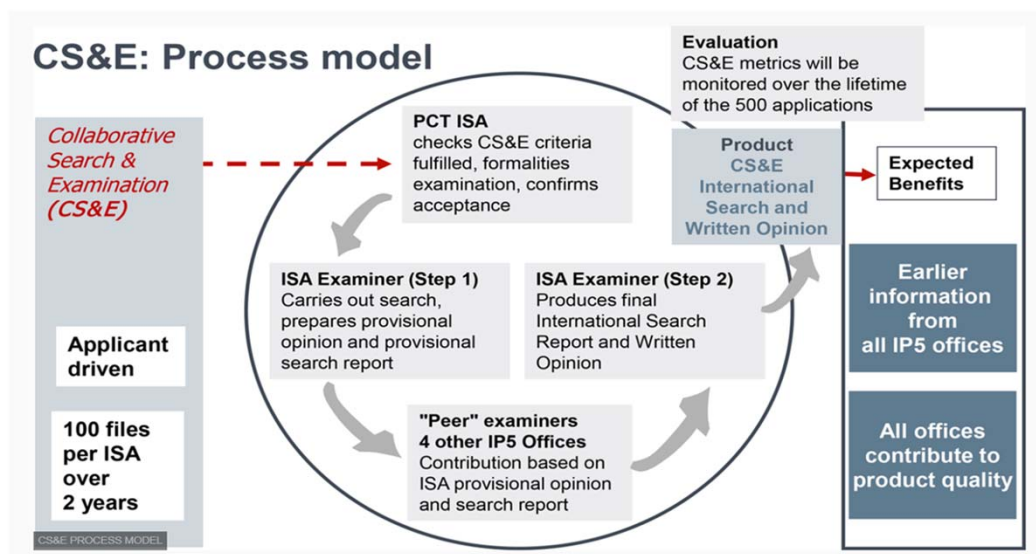 CS&E: Process model
Collaborative
Search &
Examination
(CS&E)
Applicant
driven
100 files
per ISA
over
2 years
CS&E PROCESS MODEL
PCT ISA
checks CS&E criteria
fulfilled, formalities
examination, confirms
acceptance
ISA Examiner (Step 1)
Carries out search,
prepares provisional
opinion and provisional
search report
"Peer" examiners
4 other IP5 Offices
Contribution based on
ISA provisional opinion
and search report
ISA Examiner (Step 2)
Produces final
International Search
Report and Written
Opinion
Evaluation
CS&E metrics will be
monitored over the lifetime
of the 500 applications
Product
CS&E
International
Search and
Written Opinion
Expected
Benefits
Earlier
information
from
all IP5 offices
All offices
contribute to
product quality